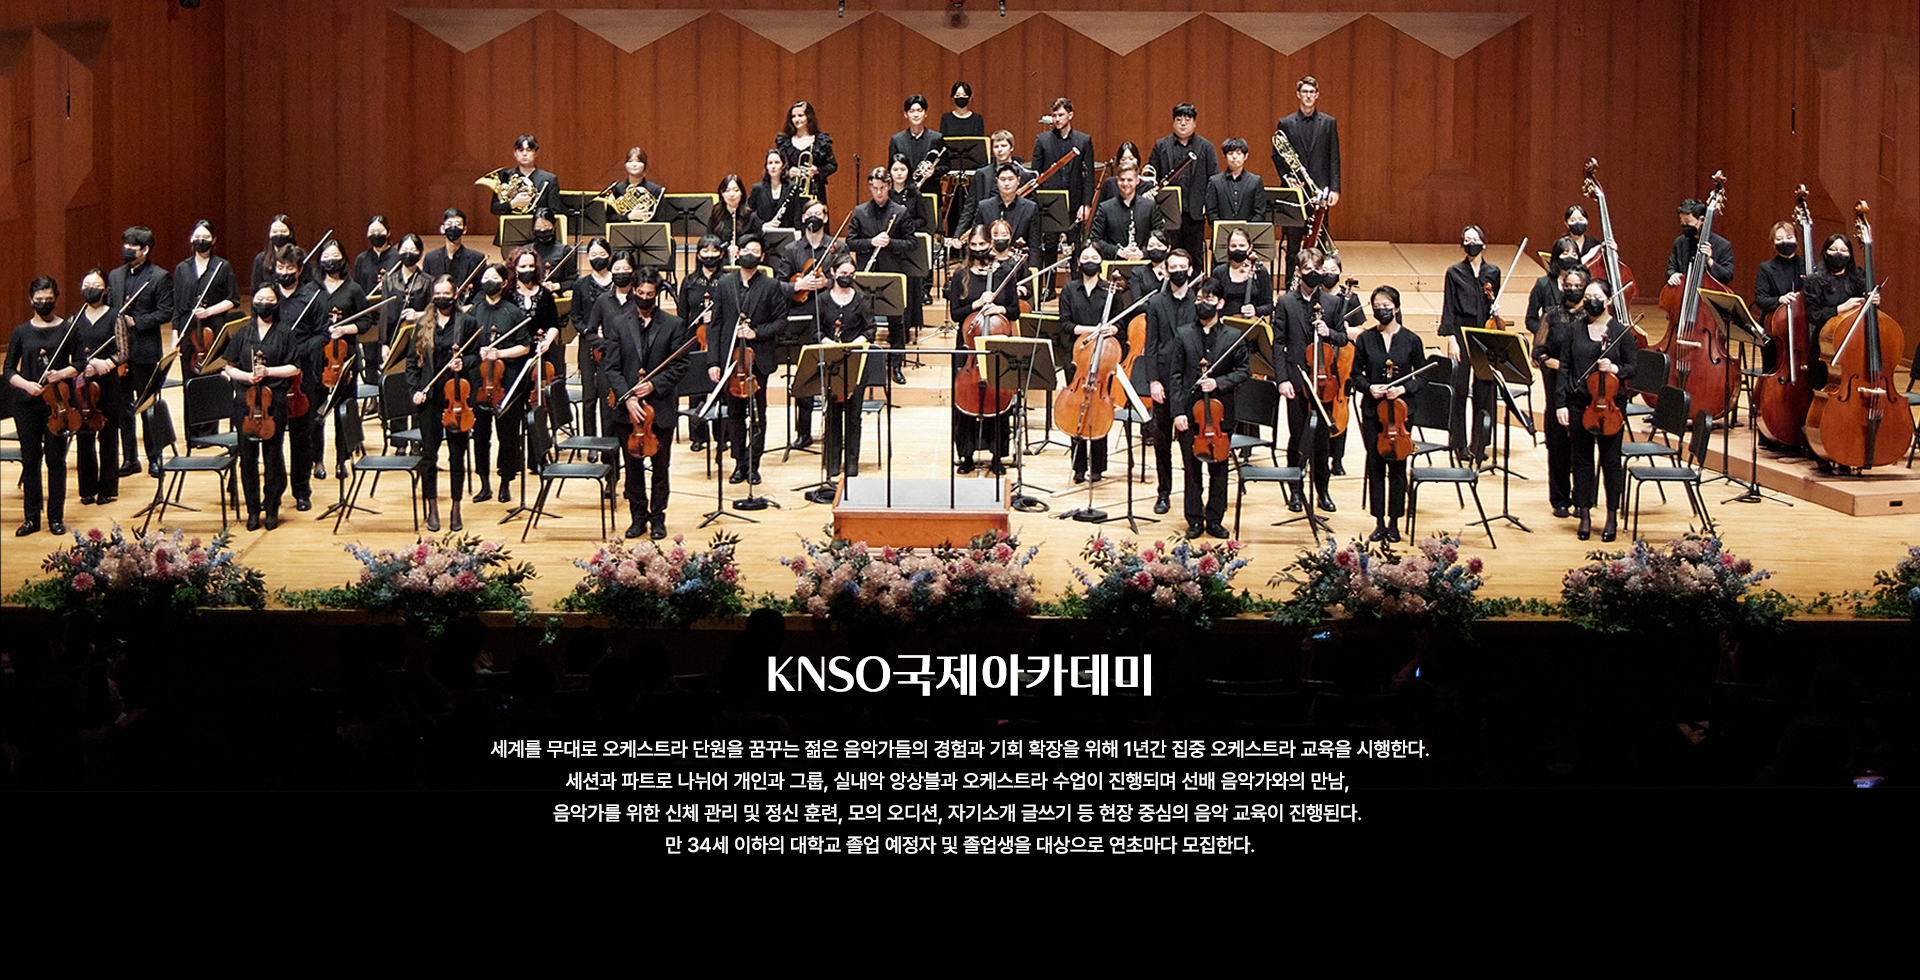 KNSO국제아카데미
세계를 무대로 오케스트라 단원을 꿈꾸는 젊은 음악가들의 경험과 기회 확장을 위해 1년간 집중 오케스트라 교육을 시행한다.
세션과 파트로 나뉘어 개인과 그룹, 실내악 앙상블과 오케스트라 수업이 진행되며 선배 음악가와의 만남,
음악가를 위한 신체 관리 및 정신 훈련, 모의 오디션, 자기소개 글쓰기 등 현장 중심의 음악 교육이 진행된다.
만 34세 이하의 대학교 졸업 예정자 및 졸업생을 대상으로 연초마다 모집한다.